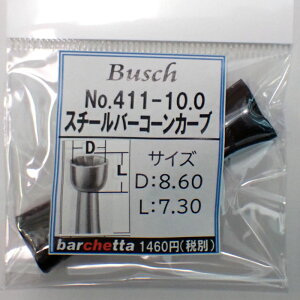 Busch
No.411-10.0
スチールバーコーンカーブ
D
L
サイズ
D:8.60
L:7.30
barchetta 1460円(税別)